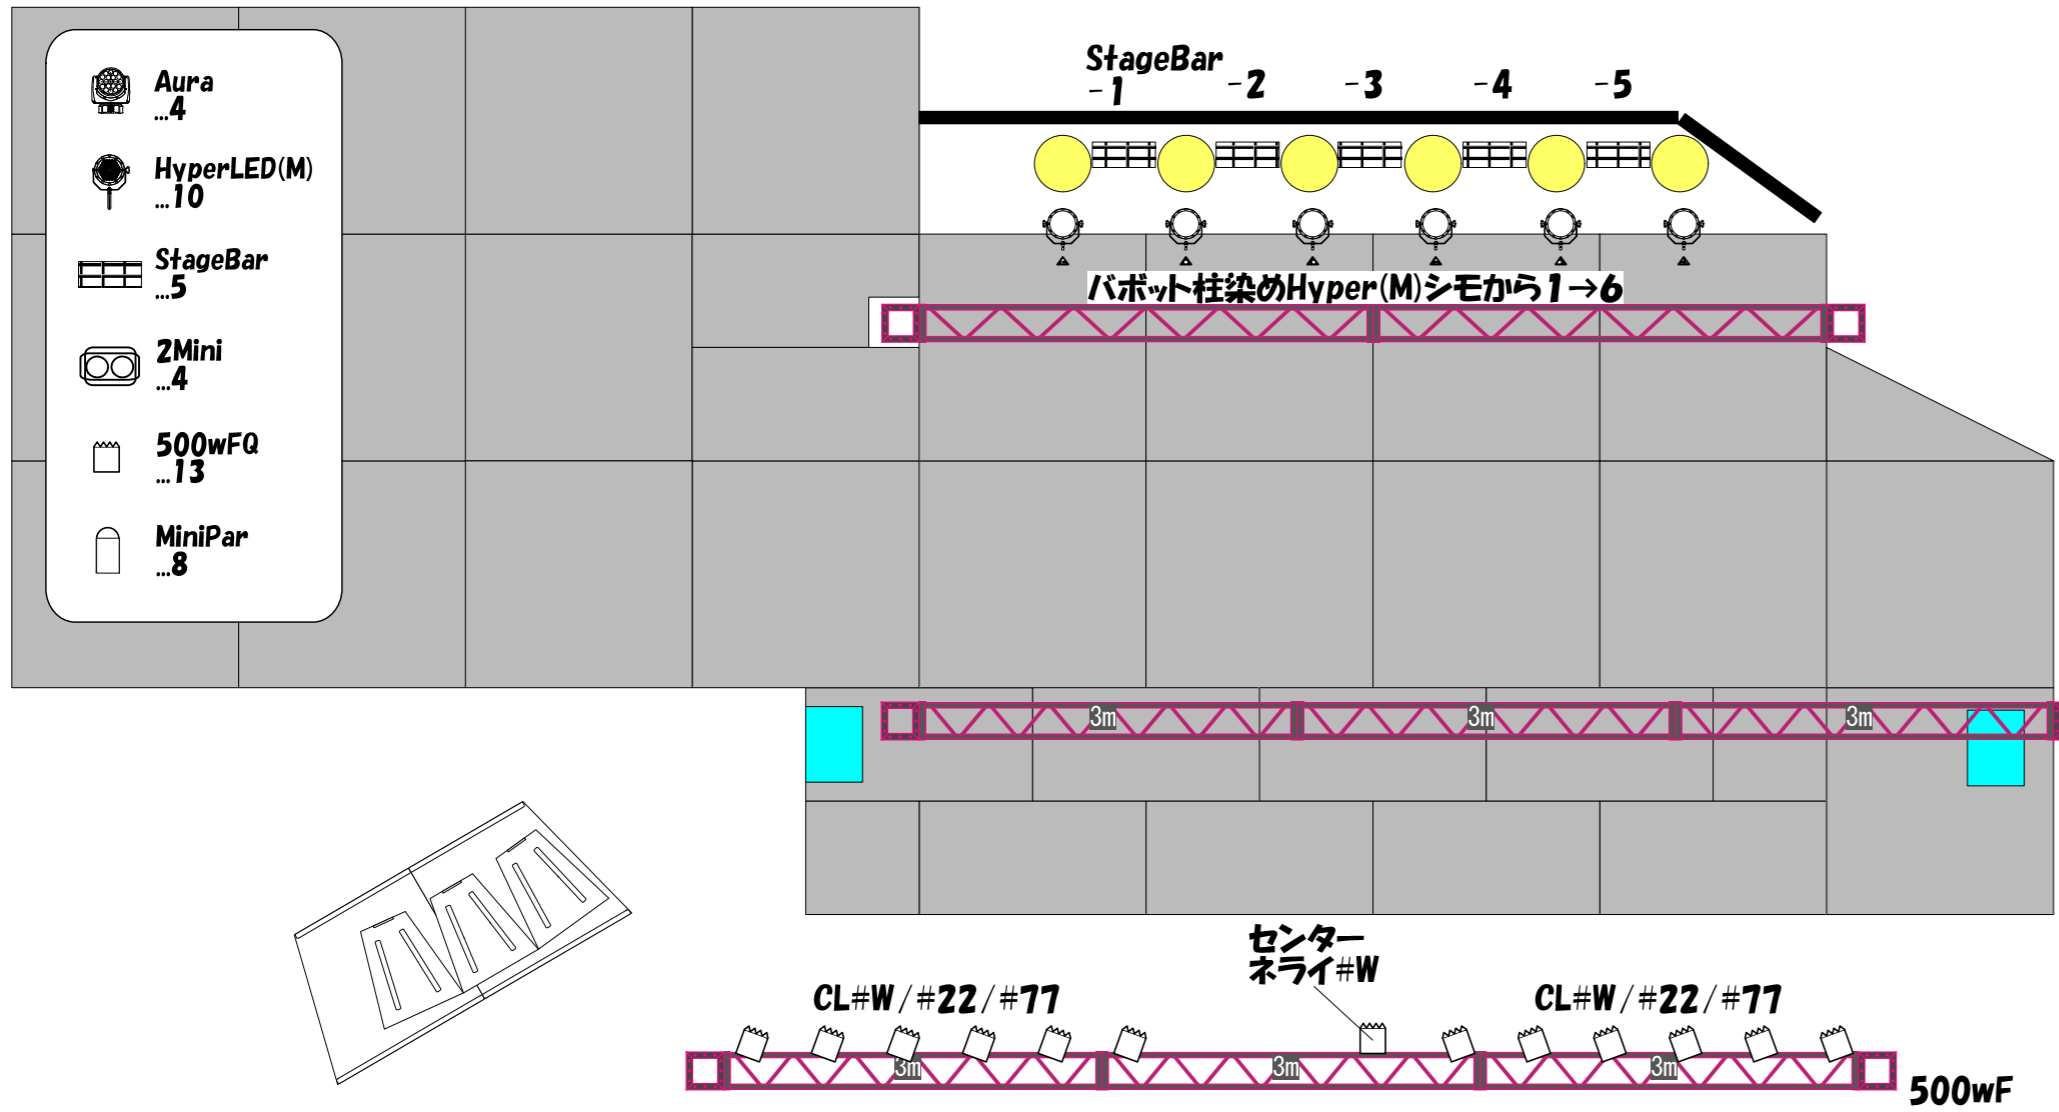 Aura
...4
HyperLED(M)
...10
StageBar
...5
2Mini
...4
500wFQ
...13
MiniPar
...8
StageBar
-1 -2 -3 -4 -5
バボット柱染めHyper(M)シモから1→6
3m 3m 3m
センター
ネライ#W
CL#W/#22/#77 CL#W/#22/#77
3m 3m 3m
500wF